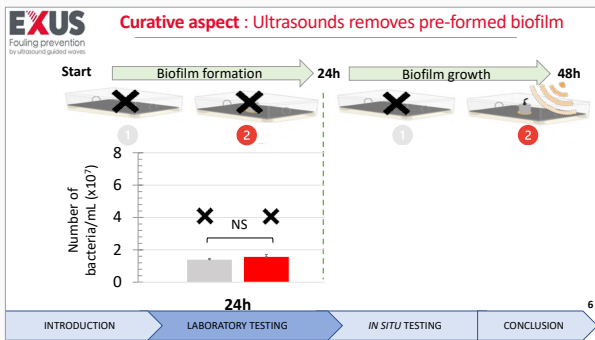 EXUS
Fouling prevention
by ultrasound guided waves
Curative aspect : Ultrasounds removes pre-formed biofilm
Start Biofilm formation 24h Biofilm growth 48h
1 2 1 2
Number of
bacteria/mL (x10⁷)
8
6
4
2
0
NS
24h
6
INTRODUCTION LABORATORY TESTING IN SITU TESTING CONCLUSION